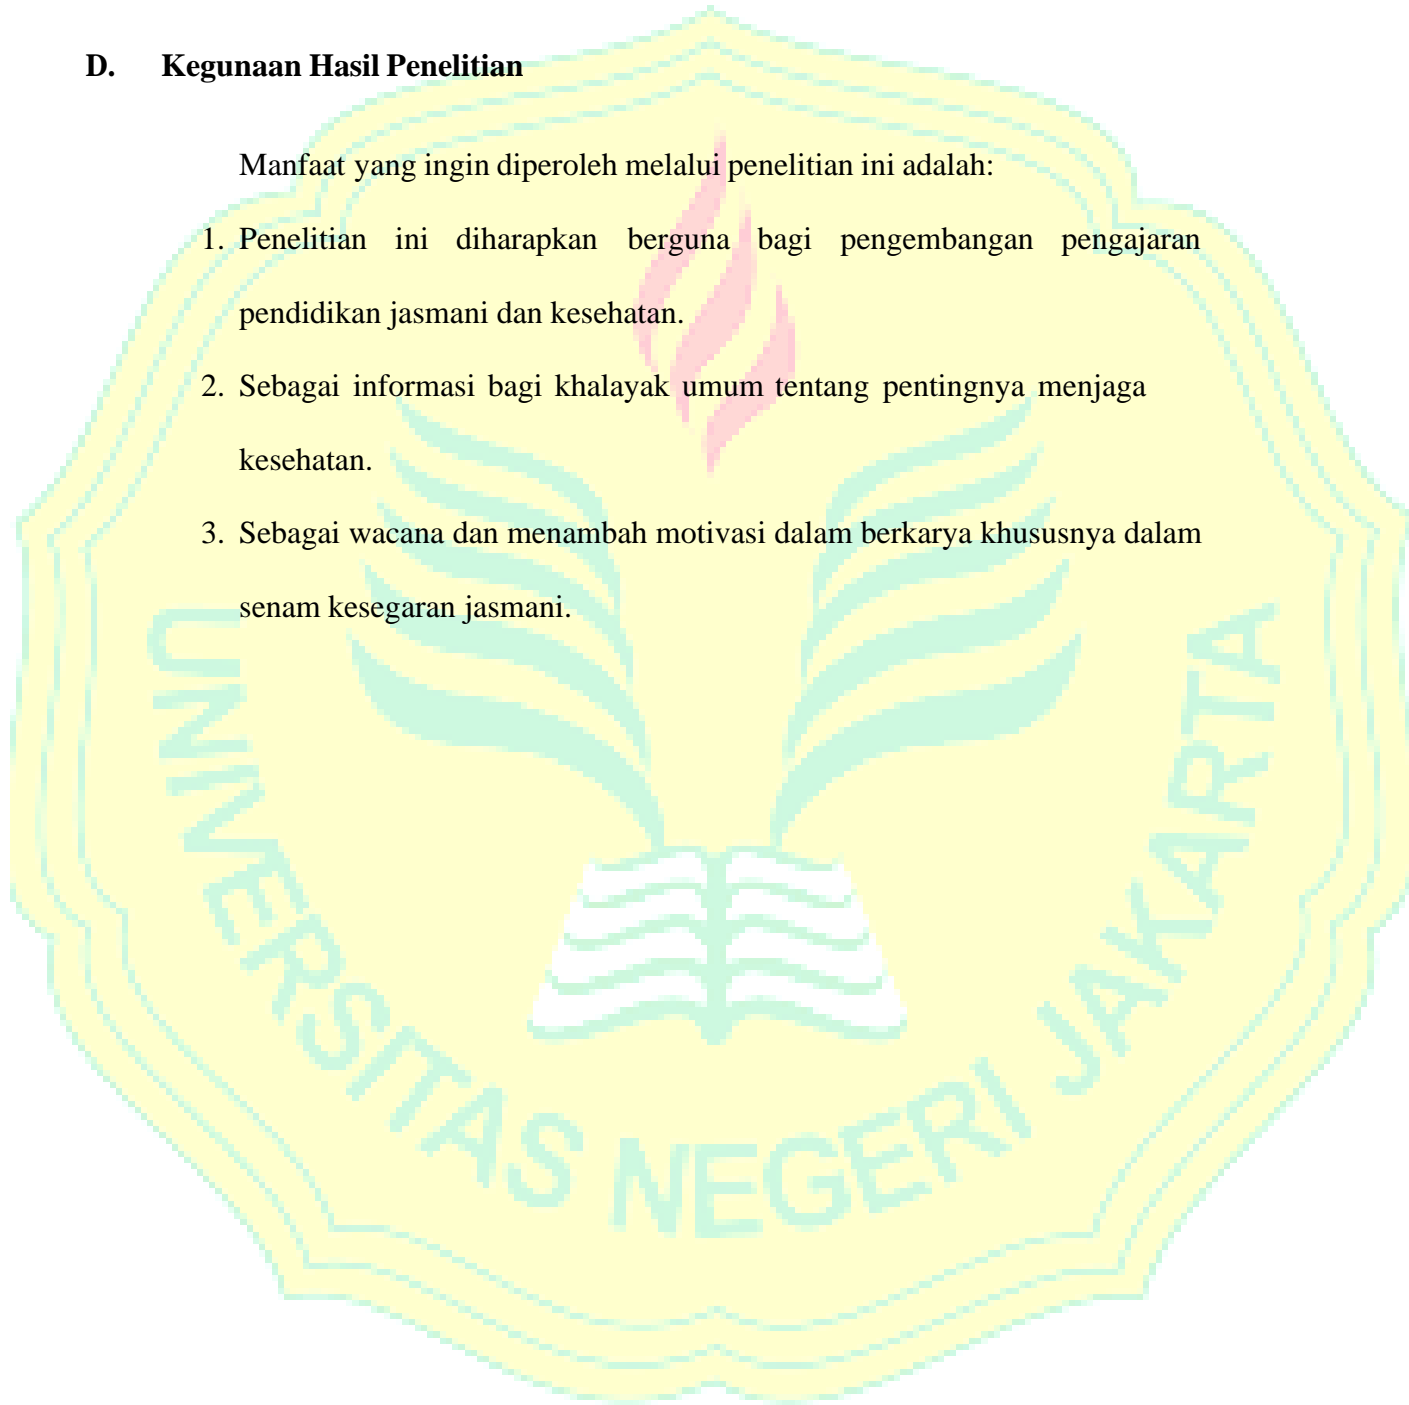 D. Kegunaan Hasil Penelitian
Manfaat yang ingin diperoleh melalui penelitian ini adalah:
1. Penelitian ini diharapkan berguna bagi pengembangan pengajaran
pendidikan jasmani dan kesehatan.
2. Sebagai informasi bagi khalayak umum tentang pentingnya menjaga
kesehatan.
3. Sebagai wacana dan menambah motivasi dalam berkarya khususnya dalam
senam kesegaran jasmani.
UNIVERSITAS NEGERI JAKARTA